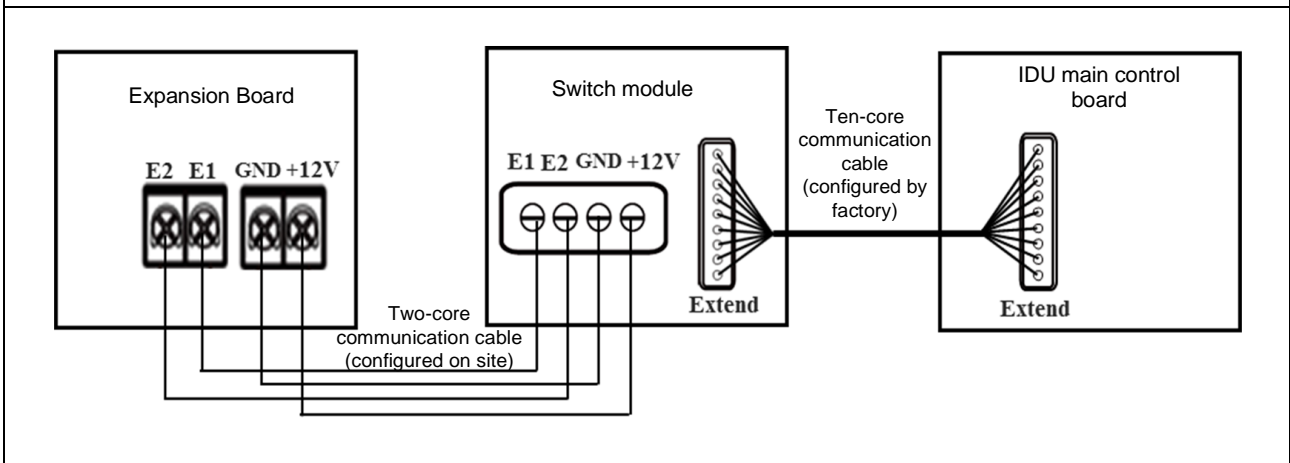 Expansion Board
E2 E1 GND +12V
Switch module
E1 E2 GND +12V
Extend
Two-core
communication cable
(configured on site)
Ten-core
communication
cable
(configured by
factory)
IDU main control
board
Extend